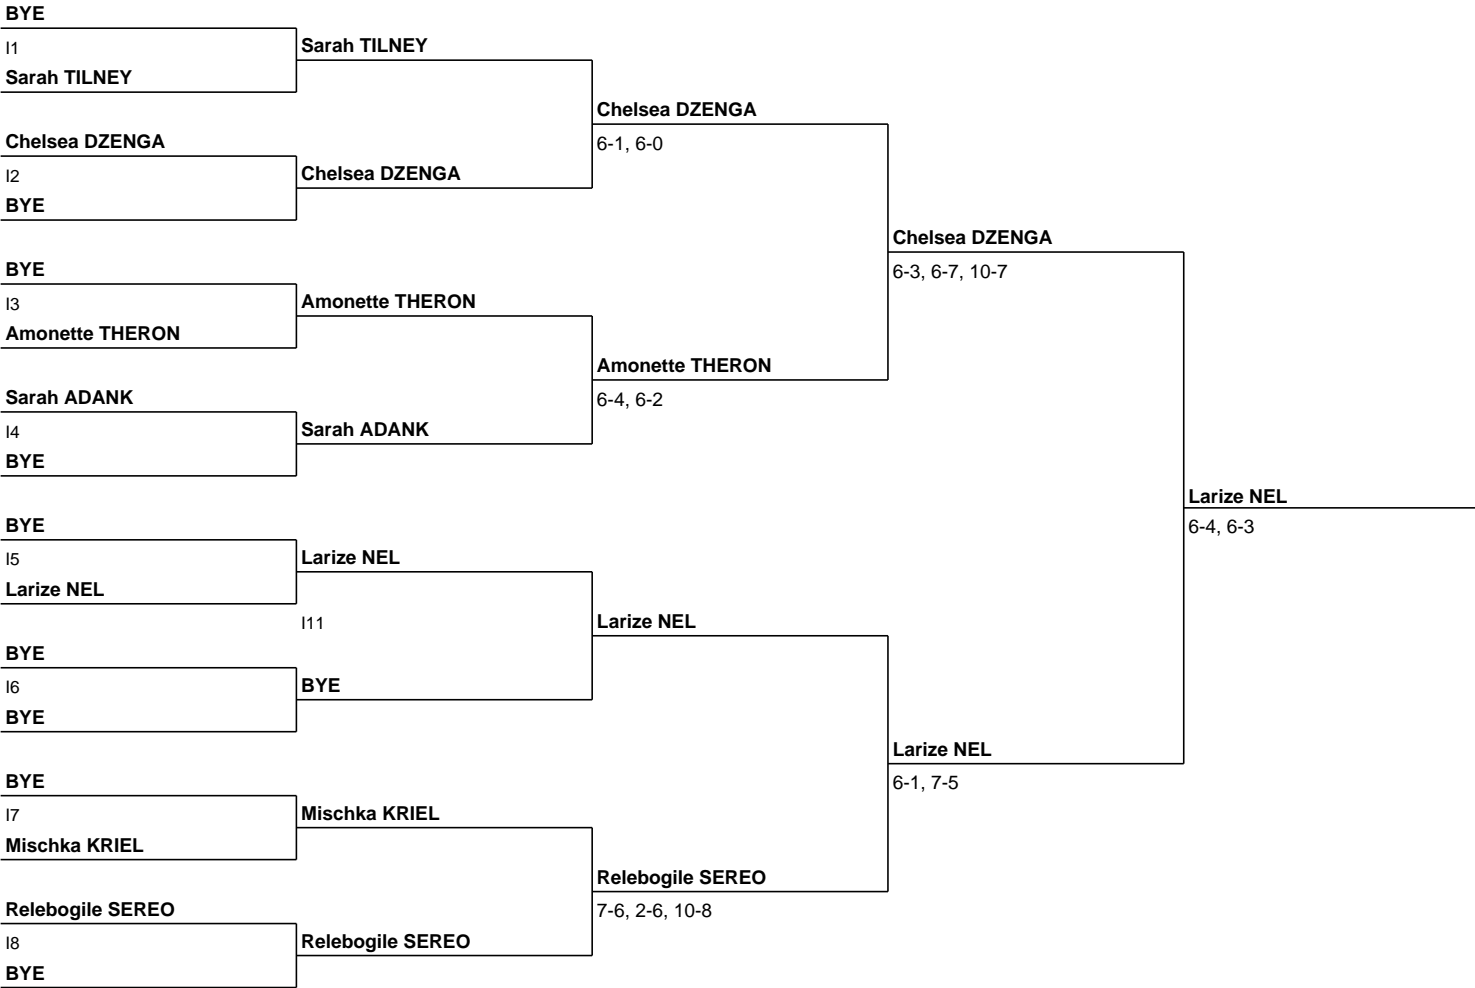 BYE
I1
Sarah TILNEY
Sarah TILNEY
Chelsea DZENGA
6-1, 6-0
Chelsea DZENGA
I2
Chelsea DZENGA
BYE
Chelsea DZENGA
6-3, 6-7, 10-7
BYE
I3
Amonette THERON
Amonette THERON
Amonette THERON
6-4, 6-2
Sarah ADANK
I4
Sarah ADANK
BYE
Larize NEL
6-4, 6-3
BYE
I5
Larize NEL
Larize NEL
I11
Larize NEL
BYE
I6
BYE
BYE
Larize NEL
6-1, 7-5
BYE
I7
Mischka KRIEL
Mischka KRIEL
Relebogile SEREO
7-6, 2-6, 10-8
Relebogile SEREO
I8
Relebogile SEREO
BYE